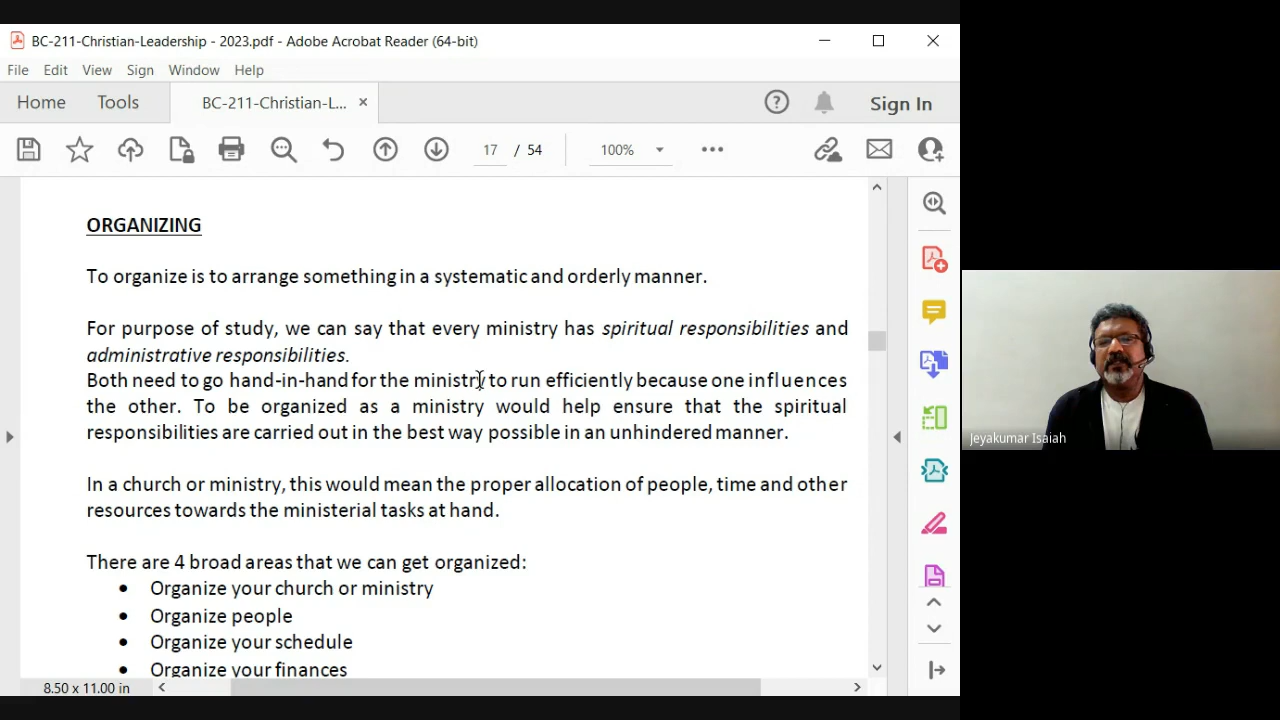 BC-211-Christian-Leadership - 2023.pdf - Adobe Acrobat Reader (64-bit)
File Edit View Sign Window Help
Home Tools BC-211-Christian-L... × Sign In
17 / 54 100%
ORGANIZING
To organize is to arrange something in a systematic and orderly manner.
For purpose of study, we can say that every ministry has spiritual responsibilities and
administrative responsibilities.
Both need to go hand-in-hand for the ministry to run efficiently because one influences
the other. To be organized as a ministry would help ensure that the spiritual
responsibilities are carried out in the best way possible in an unhindered manner.
In a church or ministry, this would mean the proper allocation of people, time and other
resources towards the ministerial tasks at hand.
There are 4 broad areas that we can get organized:
• Organize your church or ministry
• Organize people
• Organize your schedule
• Organize your finances
8.50 x 11.00 in
Jeyakumar Isaiah